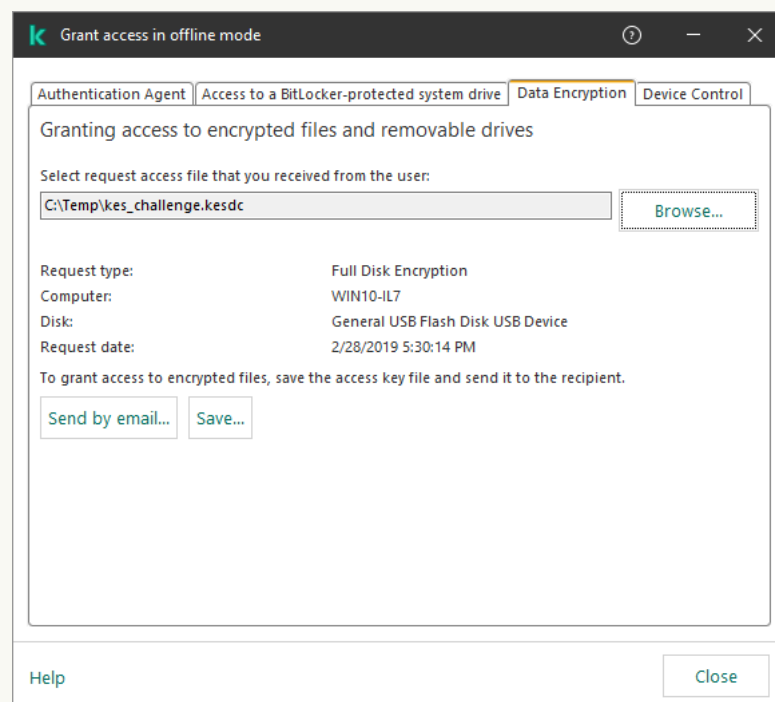 Grant access in offline mode
Authentication Agent Access to a BitLocker-protected system drive Data Encryption Device Control
Granting access to encrypted files and removable drives
Select request access file that you received from the user:
C:\Temp\kes_challenge.kesdc Browse...
Request type: Full Disk Encryption
Computer: WIN10-IL7
Disk: General USB Flash Disk USB Device
Request date: 2/28/2019 5:30:14 PM
To grant access to encrypted files, save the access key file and send it to the recipient.
Send by email... Save...
Help Close